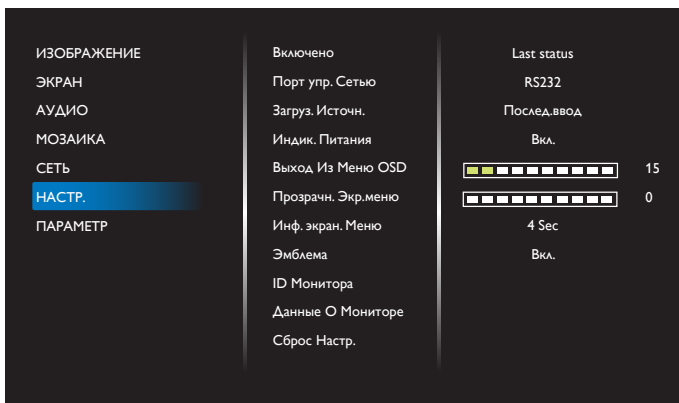 ИЗОБРАЖЕНИЕ Включено Last status
ЭКРАН Порт упр. Сетью RS232
АУДИО Загруз. Источн. Послед.ввод
МОЗАИКА Индик. Питания Вкл.
СЕТЬ Выход Из Меню OSD 15
НАСТР. Прозрачн. Экр.меню 0
ПАРАМЕТР Инф. экран. Меню 4 Sec
Эмблема Вкл.
ID Монитора
Данные О Мониторе
Сброс Настр.